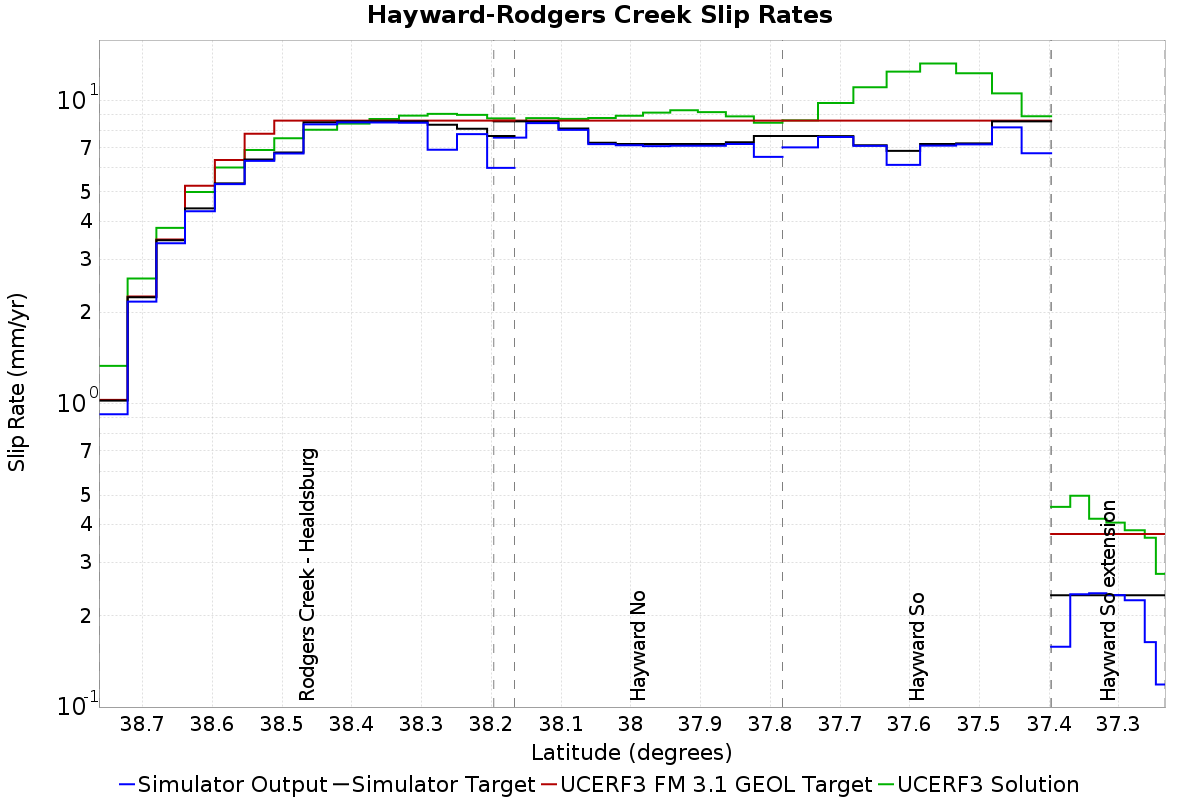 Hayward-Rodgers Creek Slip Rates
Slip Rate (mm/yr)
10^1
7
5
4
3
2
10^0
7
5
4
3
2
10^-1
Rodgers Creek - Healdsburg
Hayward No
Hayward So
Hayward So extension
38.7 38.6 38.5 38.4 38.3 38.2 38.1 38 37.9 37.8 37.7 37.6 37.5 37.4 37.3
Latitude (degrees)
Simulator Output Simulator Target UCERF3 FM 3.1 GEOL Target UCERF3 Solution